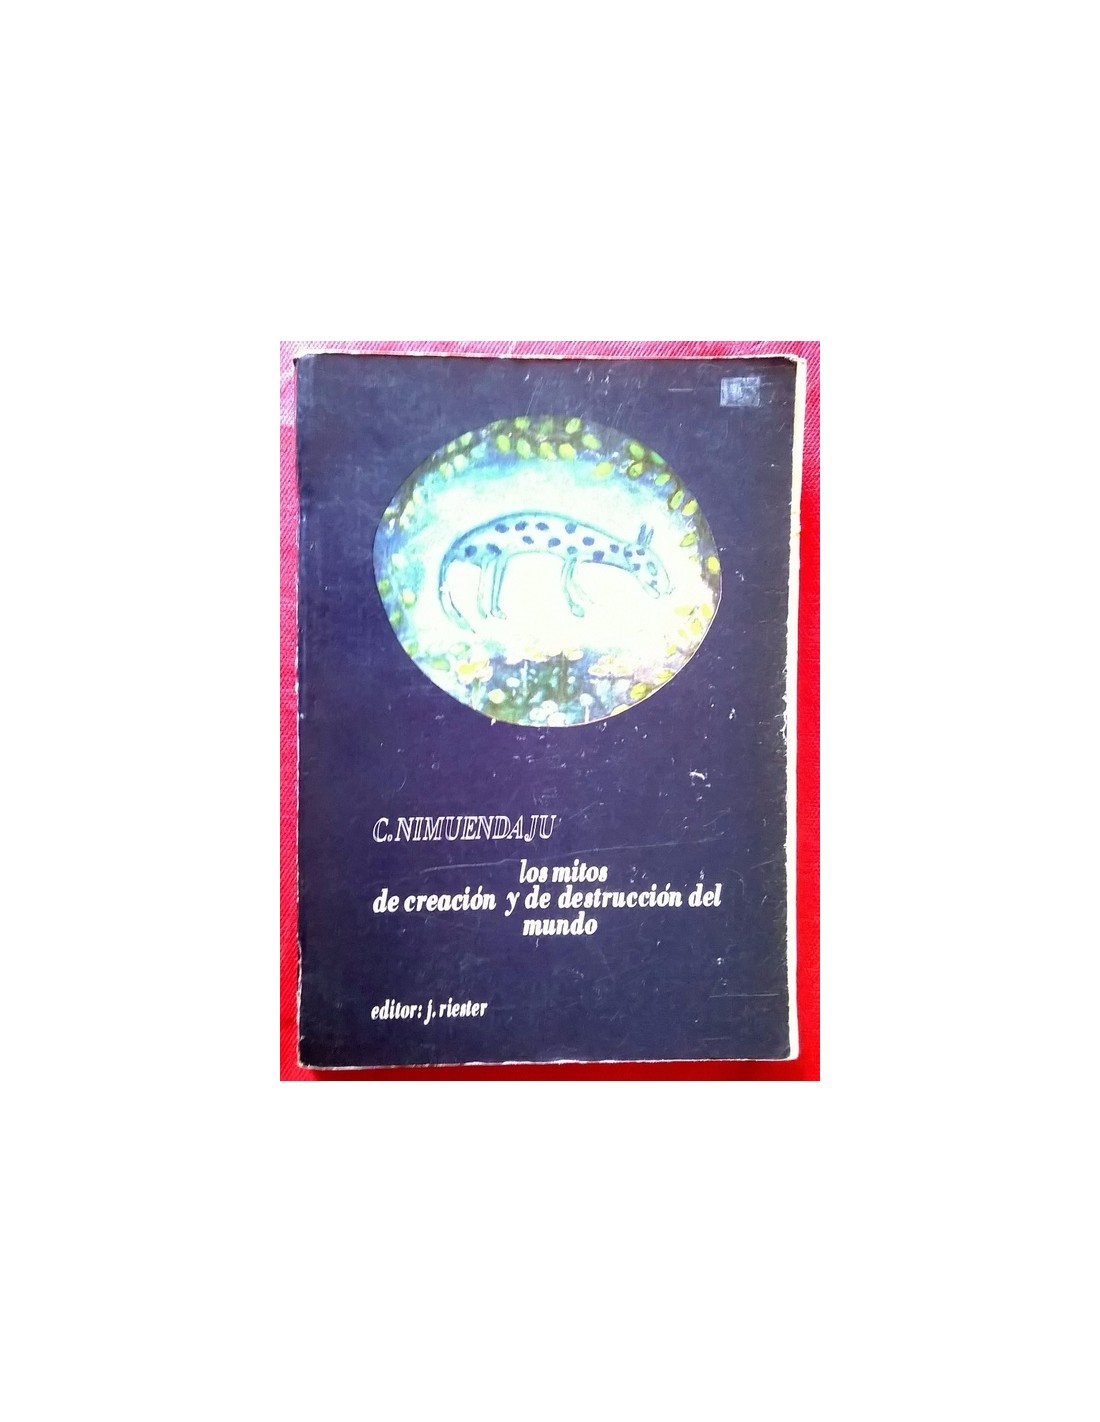 C. NIMUENDAJU
los mitos
de creación y de destrucción del
mundo
editor: j. riester